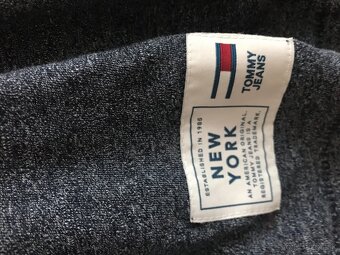 TOMMY
JEANS
ESTABLISHED IN 1985
NEW
YORK
AN AMERICAN ORIGINAL.
TOMMY JEANS IS A
REGISTERED TRADEMARK.